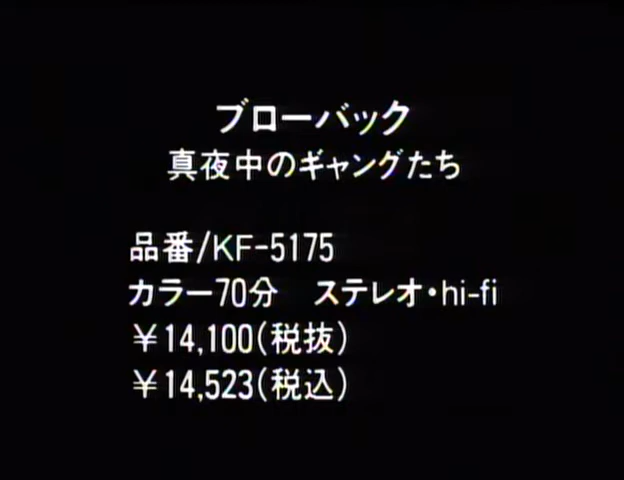 ブローバック
真夜中のギャングたち
品番/KF-5175
カラー70分　ステレオ・hi-fi
￥14,100(税抜)
￥14,523(税込)